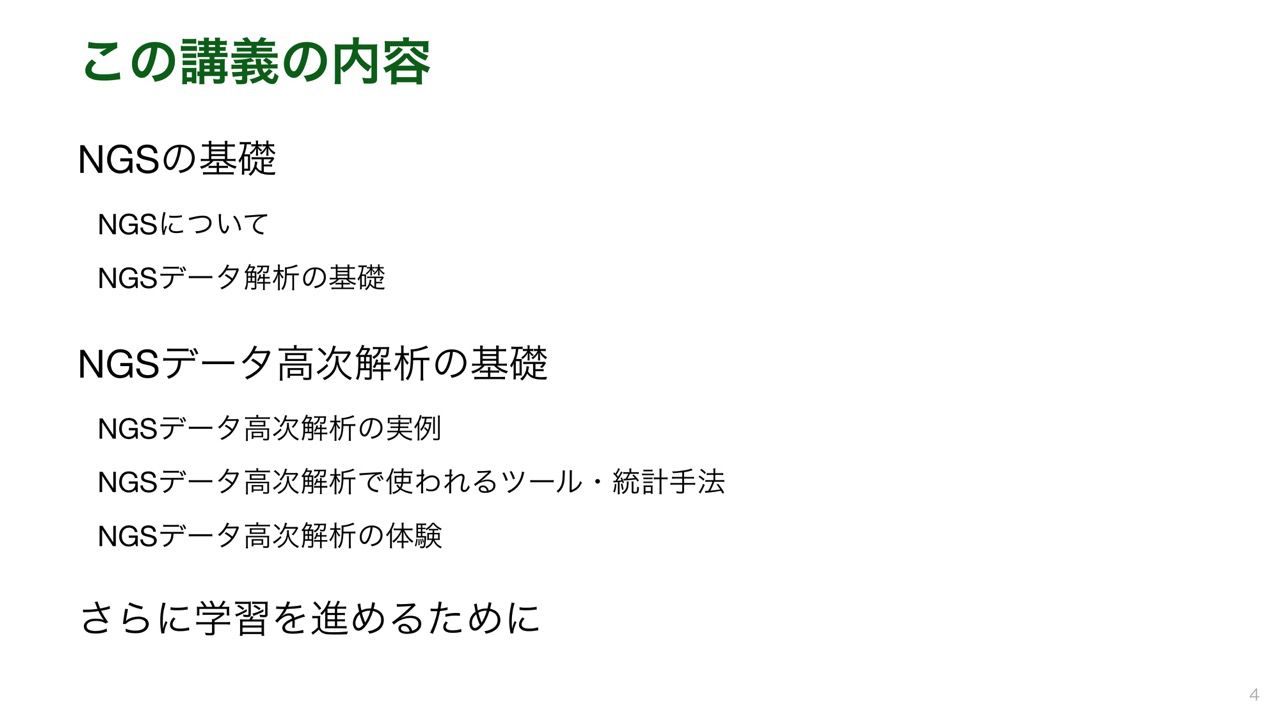 この講義の内容
NGSの基礎
NGSについて
NGSデータ解析の基礎
NGSデータ高次解析の基礎
NGSデータ高次解析の実例
NGSデータ高次解析で使われるツール・統計手法
NGSデータ高次解析の体験
さらに学習を進めるために
4